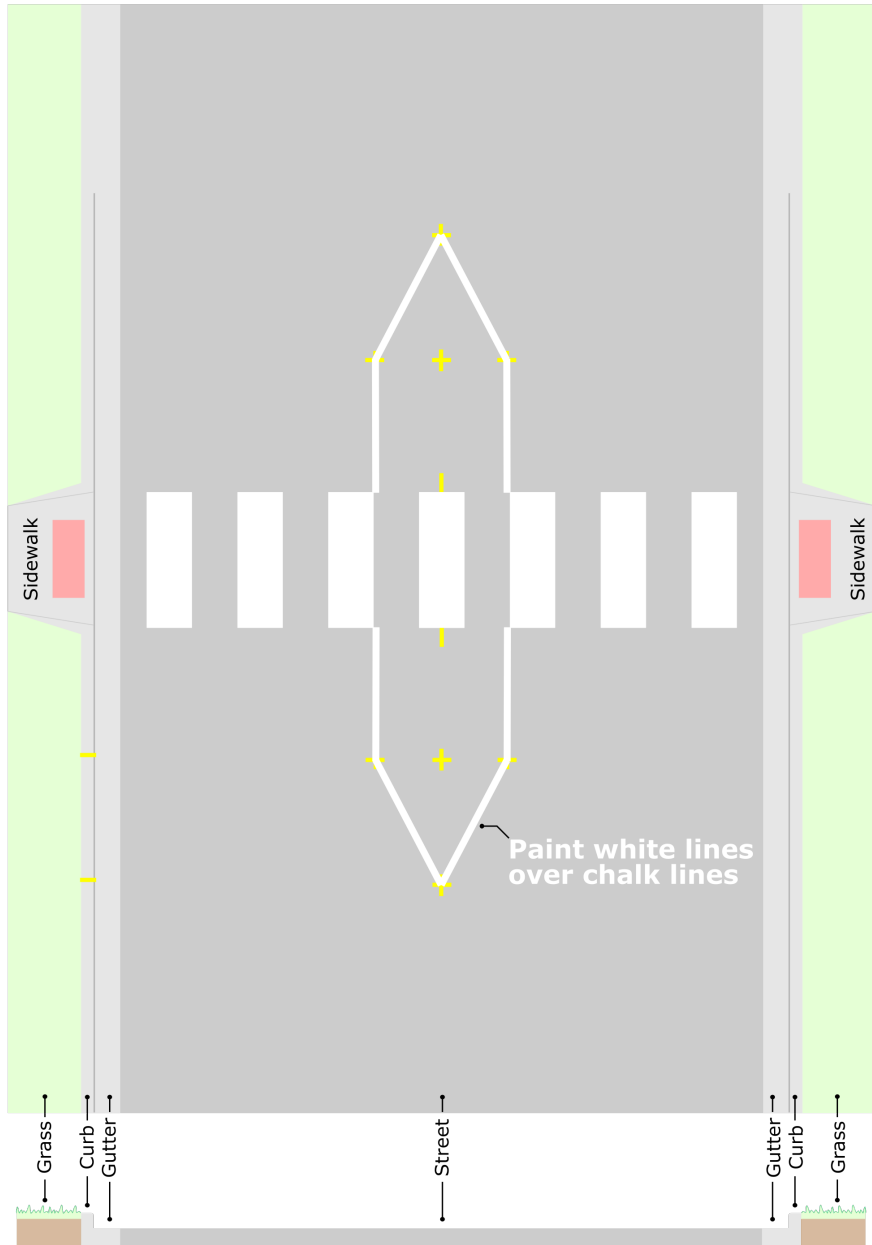 Sidewalk
Sidewalk
Paint white lines
over chalk lines
Grass
Curb
Gutter
Street
Gutter
Curb
Grass